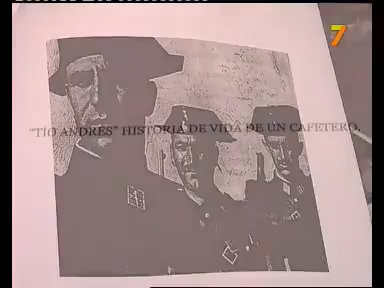 7
"TÍO ANDRÉS" HISTORIA DE VIDA DE UN CAFETERO.